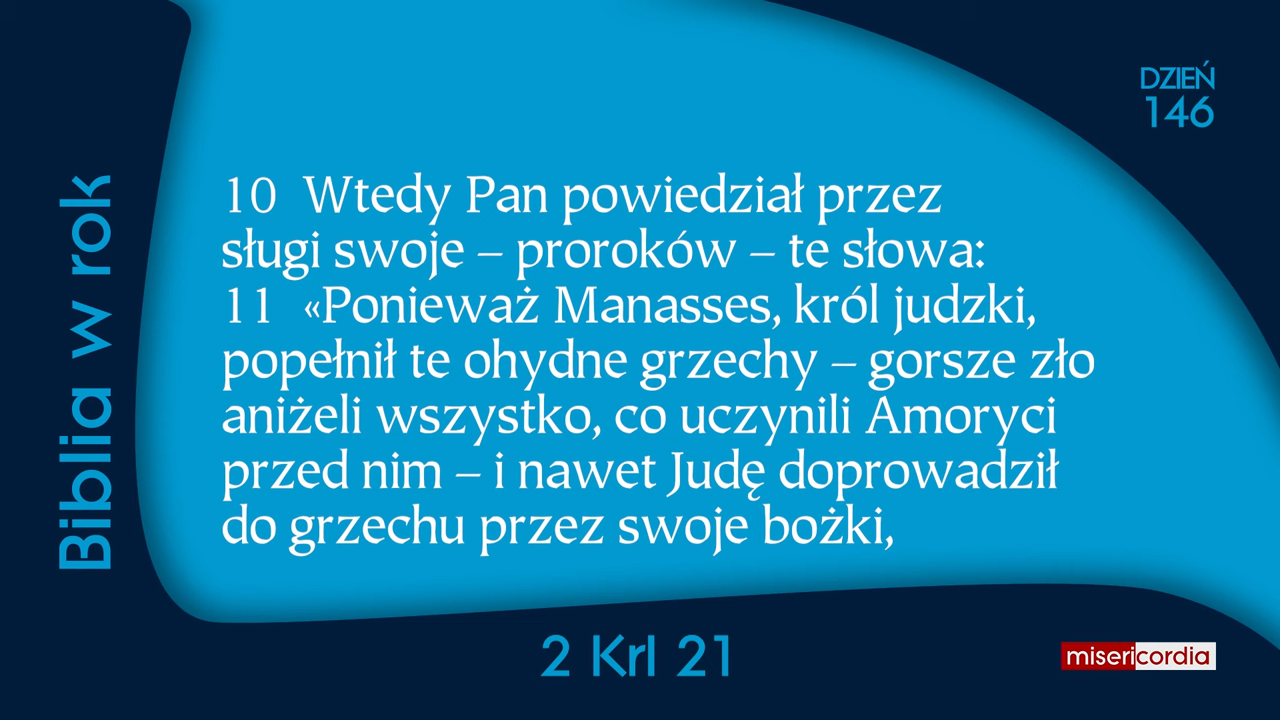 DZIEŃ
146
Biblia w rok
10 Wtedy Pan powiedział przez
sługi swoje – proroków – te słowa:
11 «Ponieważ Manasses, król judzki,
popełnił te ohydne grzechy – gorsze zło
aniżeli wszystko, co uczynili Amoryci
przed nim – i nawet Judę doprowadził
do grzechu przez swoje bożki,
2 Krl 21
misericordia